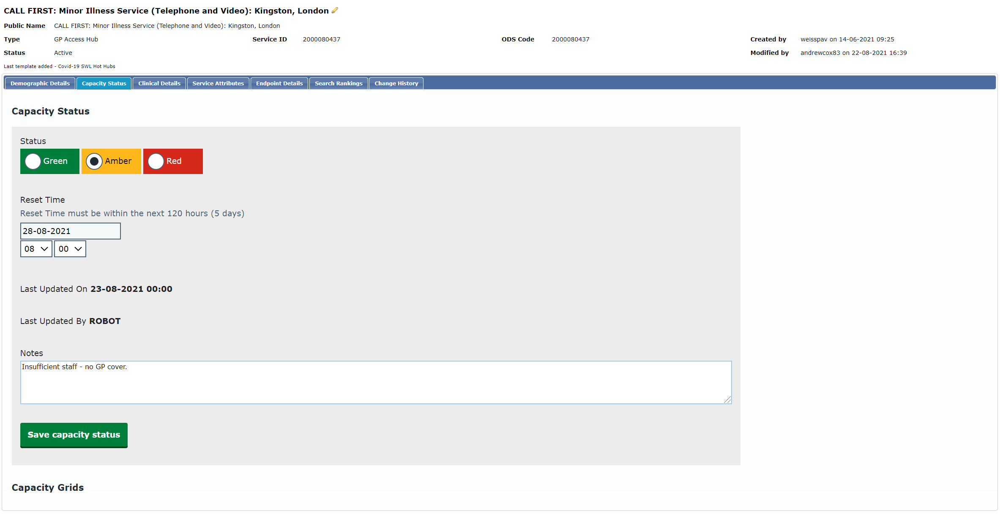 CALL FIRST: Minor Illness Service (Telephone and Video): Kingston, London
Public Name CALL FIRST: Minor Illness Service (Telephone and Video): Kingston, London
Type GP Access Hub Service ID 2000080437 ODS Code 2000080437 Created by weisspav on 14-06-2021 09:25
Status Active Modified by andrewcox83 on 22-08-2021 16:39
Last template added - Covid-19 SWL Hot Hubs
Demographic Details Capacity Status Clinical Details Service Attributes Endpoint Details Search Rankings Change History
Capacity Status
Status
Green Amber Red
Reset Time
Reset Time must be within the next 120 hours (5 days)
28-08-2021
08 00
Last Updated On 23-08-2021 00:00
Last Updated By ROBOT
Notes
Insufficient staff - no GP cover.
Save capacity status
Capacity Grids